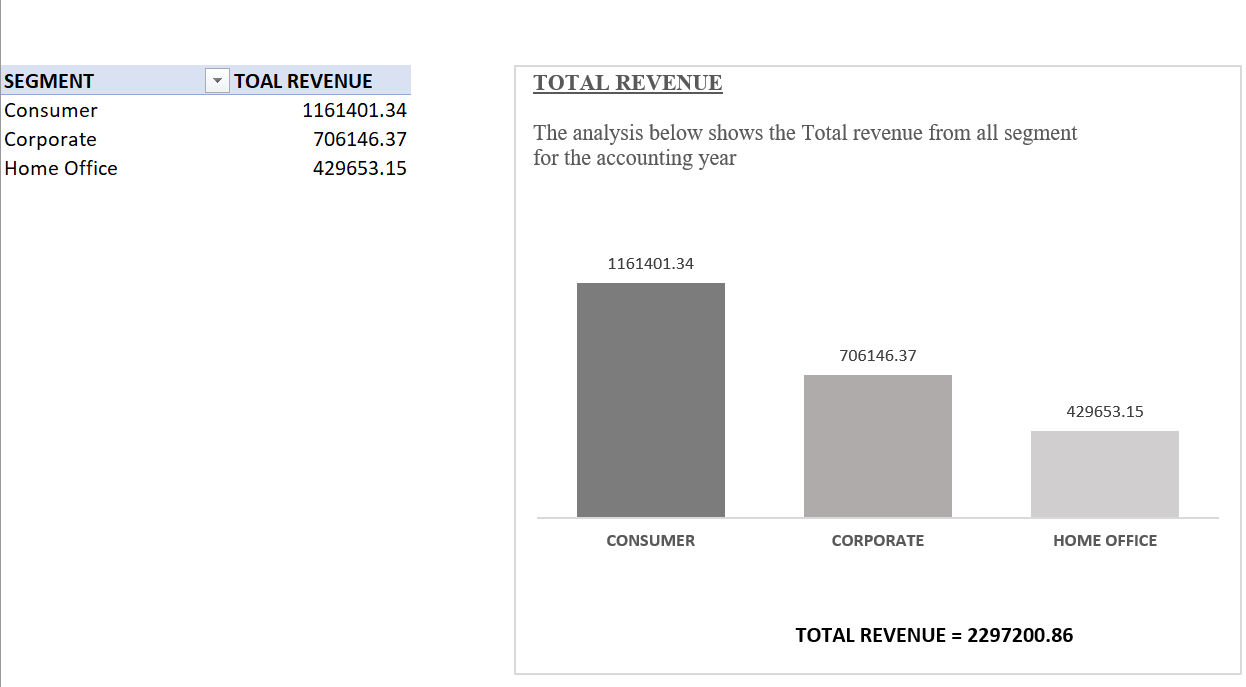 SEGMENT TOAL REVENUE
Consumer 1161401.34
Corporate 706146.37
Home Office 429653.15
TOTAL REVENUE
The analysis below shows the Total revenue from all segment
for the accounting year
1161401.34
706146.37
429653.15
CONSUMER CORPORATE HOME OFFICE
TOTAL REVENUE = 2297200.86